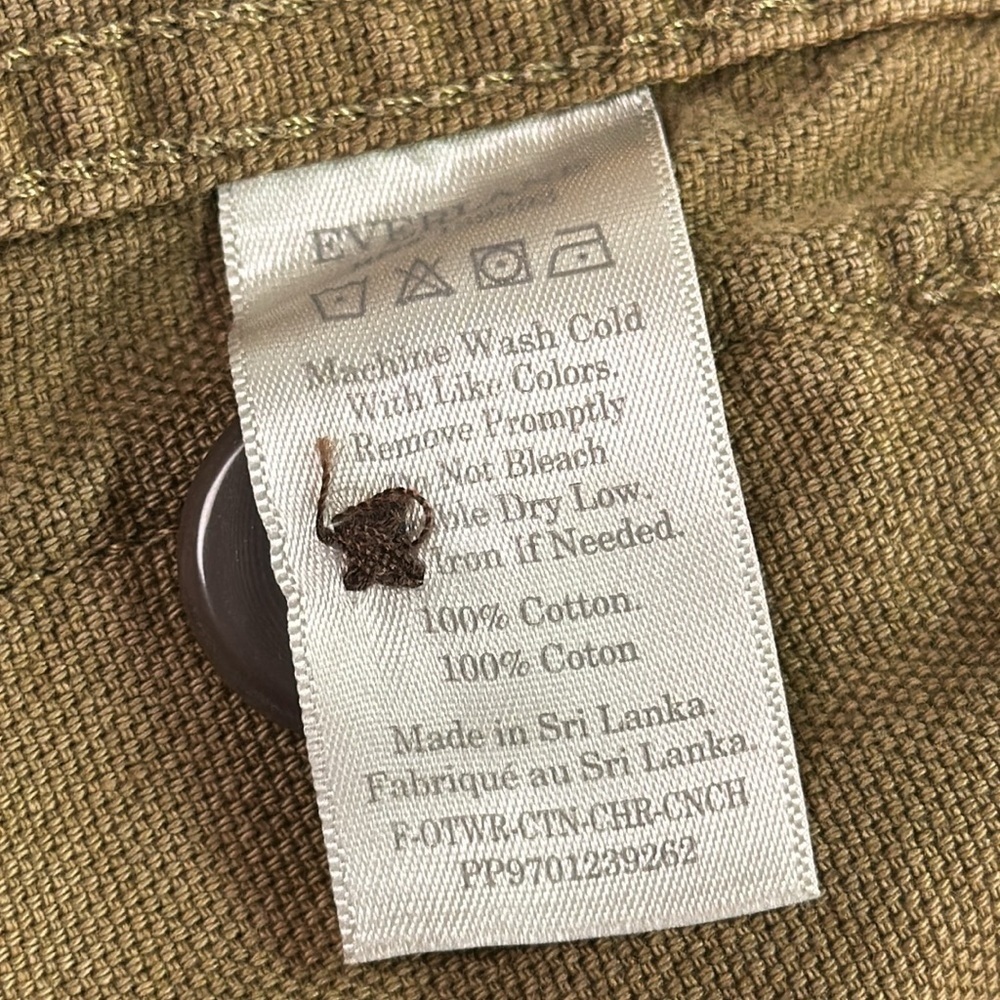 Machine Wash Cold
With Like Colors.
Remove Promptly
Not Bleach
Dry Low.
Iron if Needed.
100% Cotton.
100% Coton
Made in Sri Lanka.
Fabriqué au Sri Lanka.
F-OTWR-CTN-CHR-CNCH
PP9701239262